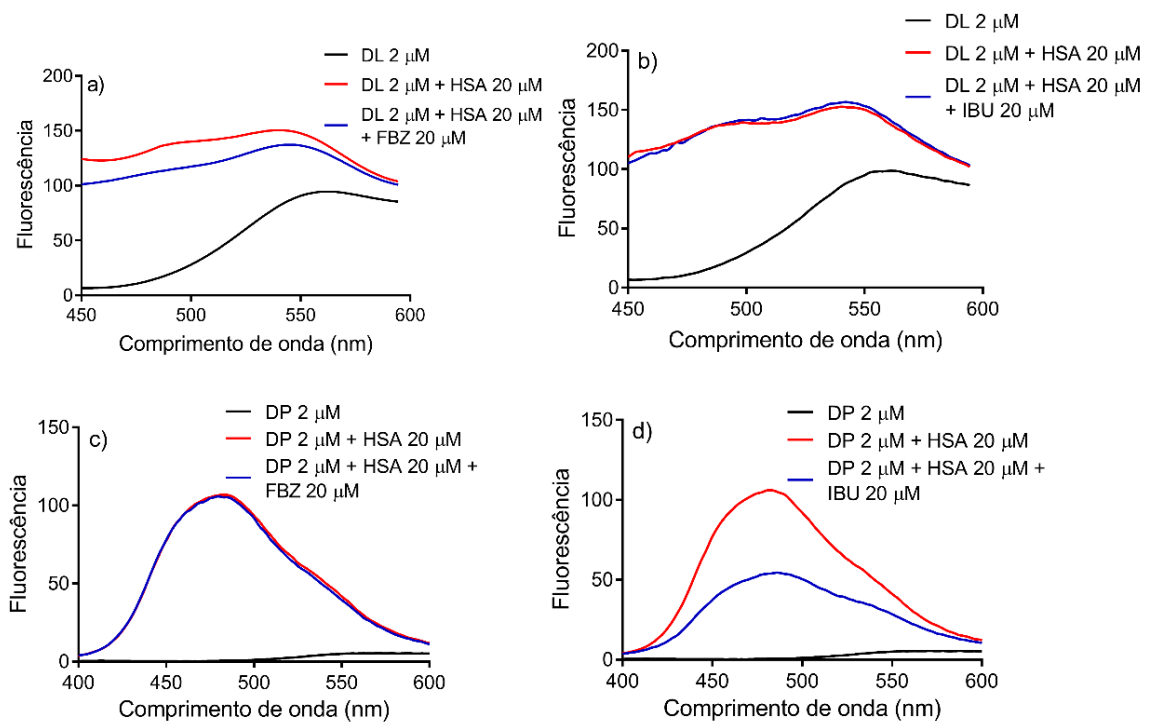 a)
DL 2 μM
DL 2 μM + HSA 20 μM
DL 2 μM + HSA 20 μM
+ FBZ 20 μM
200
150
100
50
0
Fluorescência
450
500
550
600
Comprimento de onda (nm)
b)
DL 2 μM
DL 2 μM + HSA 20 μM
DL 2 μM + HSA 20 μM
+ IBU 20 μM
200
150
100
50
0
Fluorescência
450
500
550
600
Comprimento de onda (nm)
c)
DP 2 μM
DP 2 μM + HSA 20 μM
DP 2 μM + HSA 20 μM +
FBZ 20 μM
150
100
50
0
Fluorescência
400
450
500
550
600
Comprimento de onda (nm)
d)
DP 2 μM
DP 2 μM + HSA 20 μM
DP 2 μM + HSA 20 μM +
IBU 20 μM
150
100
50
0
Fluorescência
400
450
500
550
600
Comprimento de onda (nm)